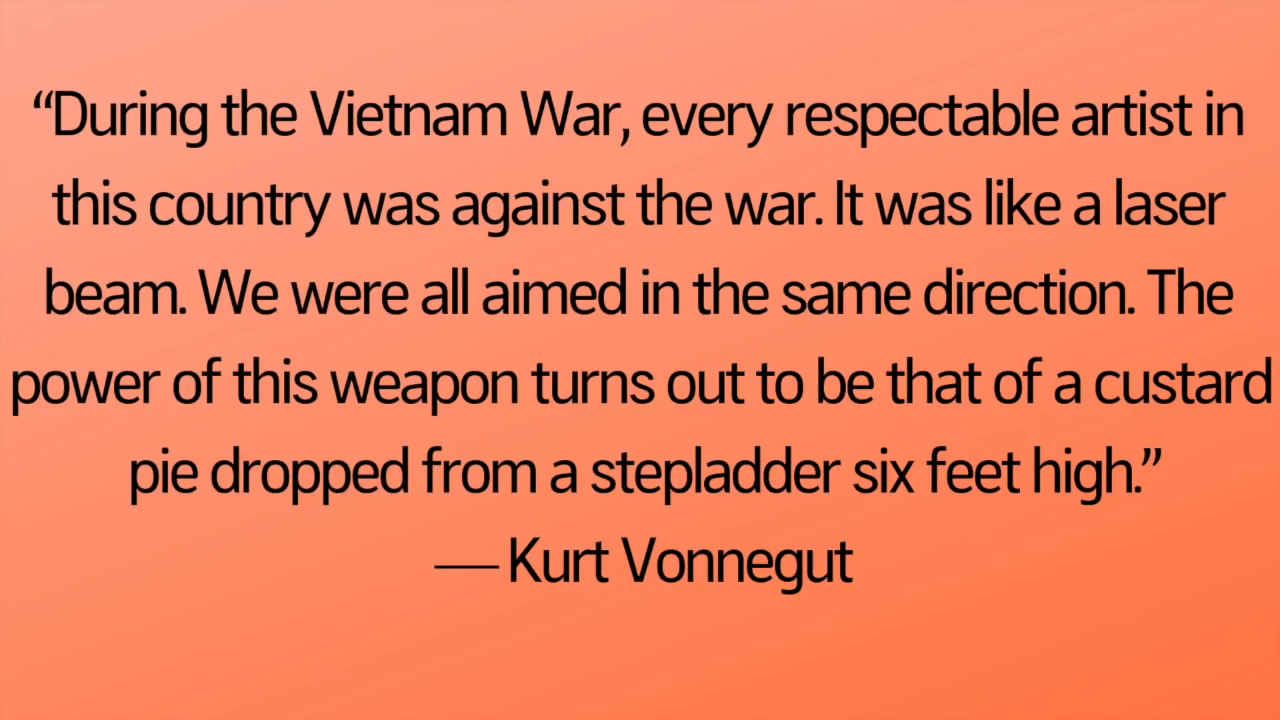 “During the Vietnam War, every respectable artist in
this country was against the war. It was like a laser
beam. We were all aimed in the same direction. The
power of this weapon turns out to be that of a custard
pie dropped from a stepladder six feet high.”
— Kurt Vonnegut